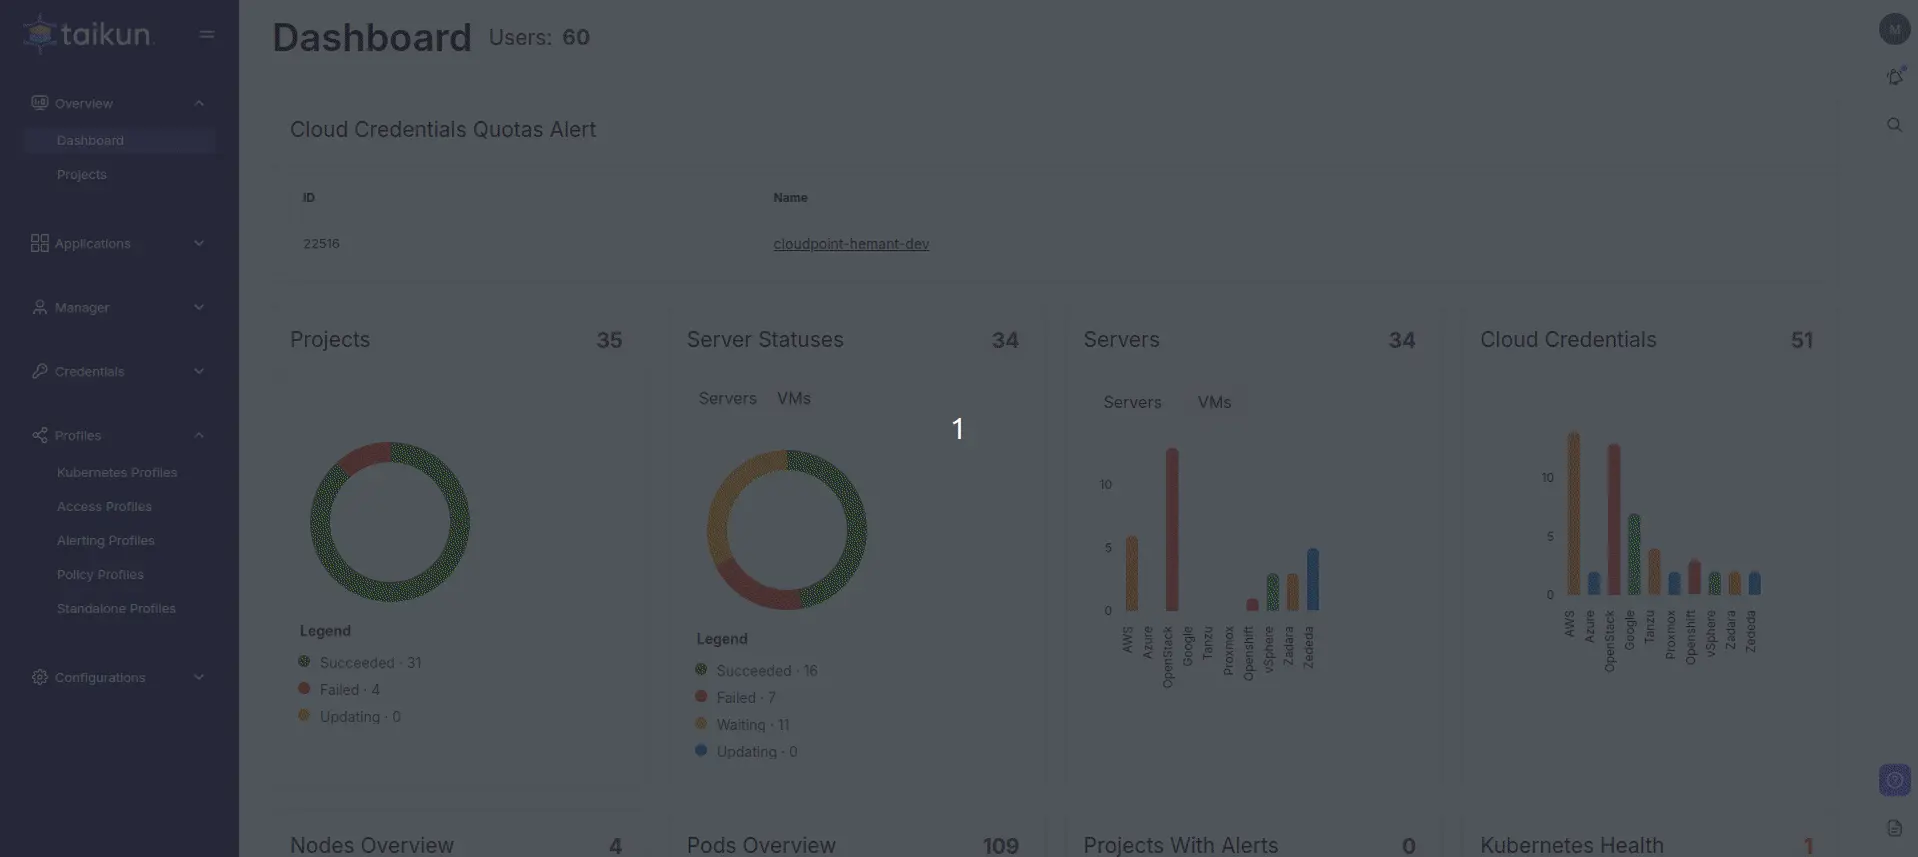 taikun
Dashboard Users: 60
M
Overview
Dashboard
Projects
Applications
Manager
Credentials
Profiles
Kubernetes Profiles
Access Profiles
Alerting Profiles
Policy Profiles
Standalone Profiles
Configurations
Cloud Credentials Quotas Alert
ID Name
22516 cloudpoint-hemant-dev
Projects 35
Legend
Succeeded · 31
Failed · 4
Updating · 0
Server Statuses 34
Servers VMs
Legend
Succeeded · 16
Failed · 7
Waiting · 11
Updating · 0
1
Servers 34
Servers VMs
10
5
0
AWS
Azure
OpenStack
Google
Tanzu
Proxmox
Openshift
vSphere
Zadara
Zededa
Cloud Credentials 51
10
5
0
AWS
Azure
OpenStack
Google
Tanzu
Proxmox
Openshift
vSphere
Zadara
Zededa
Nodes Overview 4
Pods Overview 109
Projects With Alerts 0
Kubernetes Health 1